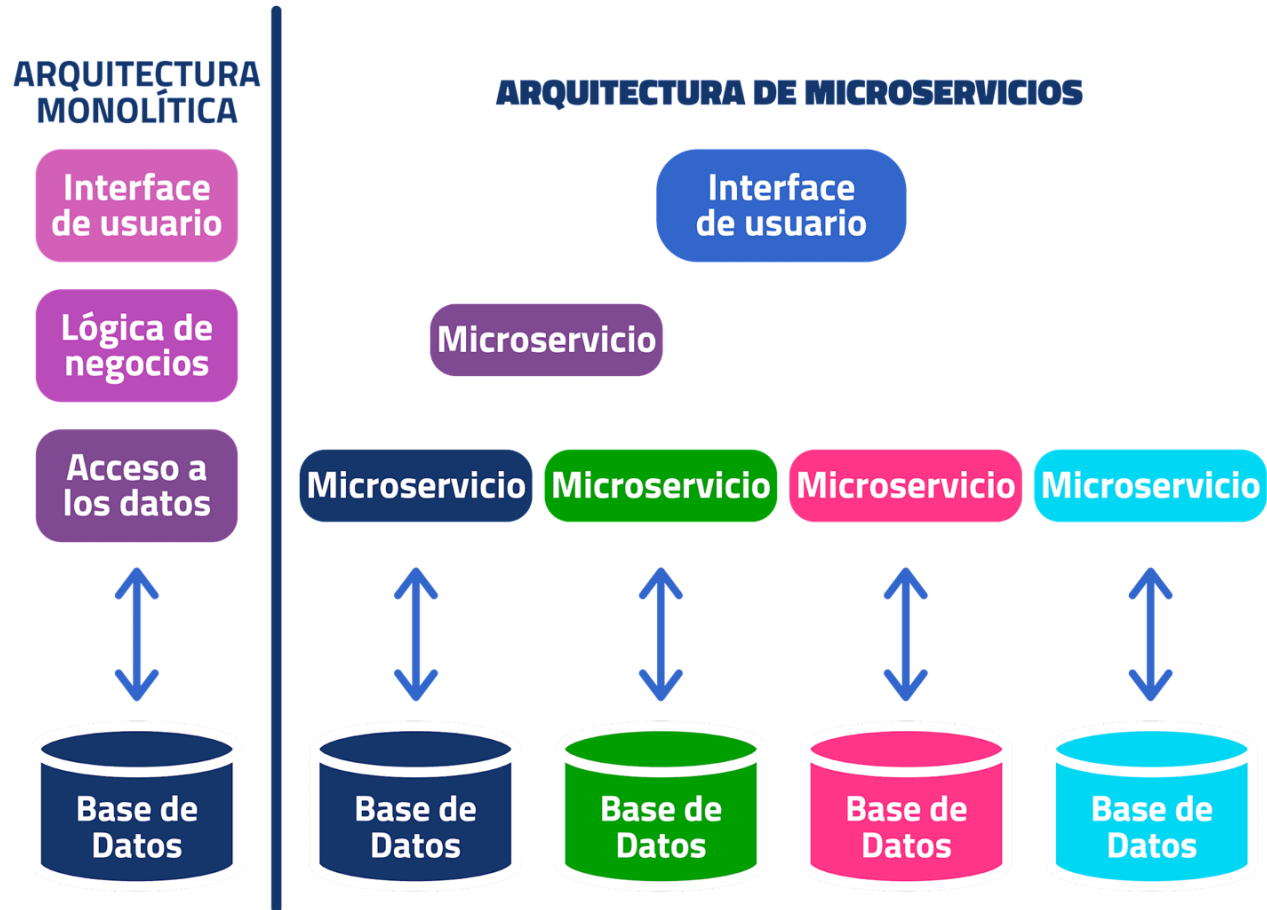 ARQUITECTURA
MONOLÍTICA
Interface
de usuario
Lógica de
negocios
Acceso a
los datos
Base de
Datos
ARQUITECTURA DE MICROSERVICIOS
Interface
de usuario
Microservicio
Microservicio
Microservicio
Microservicio
Microservicio
Base de
Datos
Base de
Datos
Base de
Datos
Base de
Datos